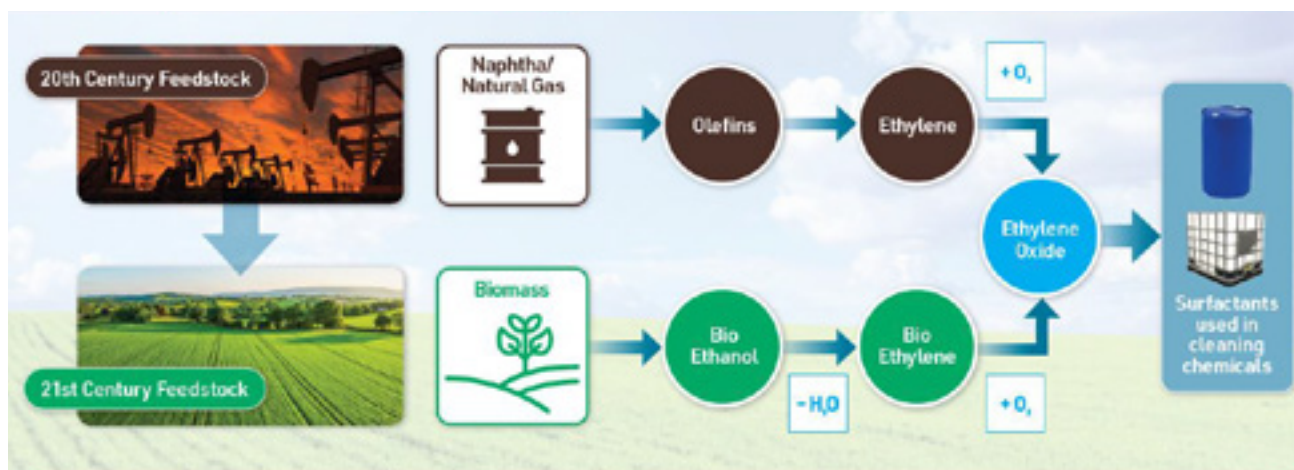 20th Century Feedstock
Naphtha/
Natural Gas
Olefins
Ethylene
+ O₂
Ethylene
Oxide
Surfactants
used in
cleaning
chemicals
21st Century Feedstock
Biomass
Bio
Ethanol
- H₂O
Bio
Ethylene
+ O₂